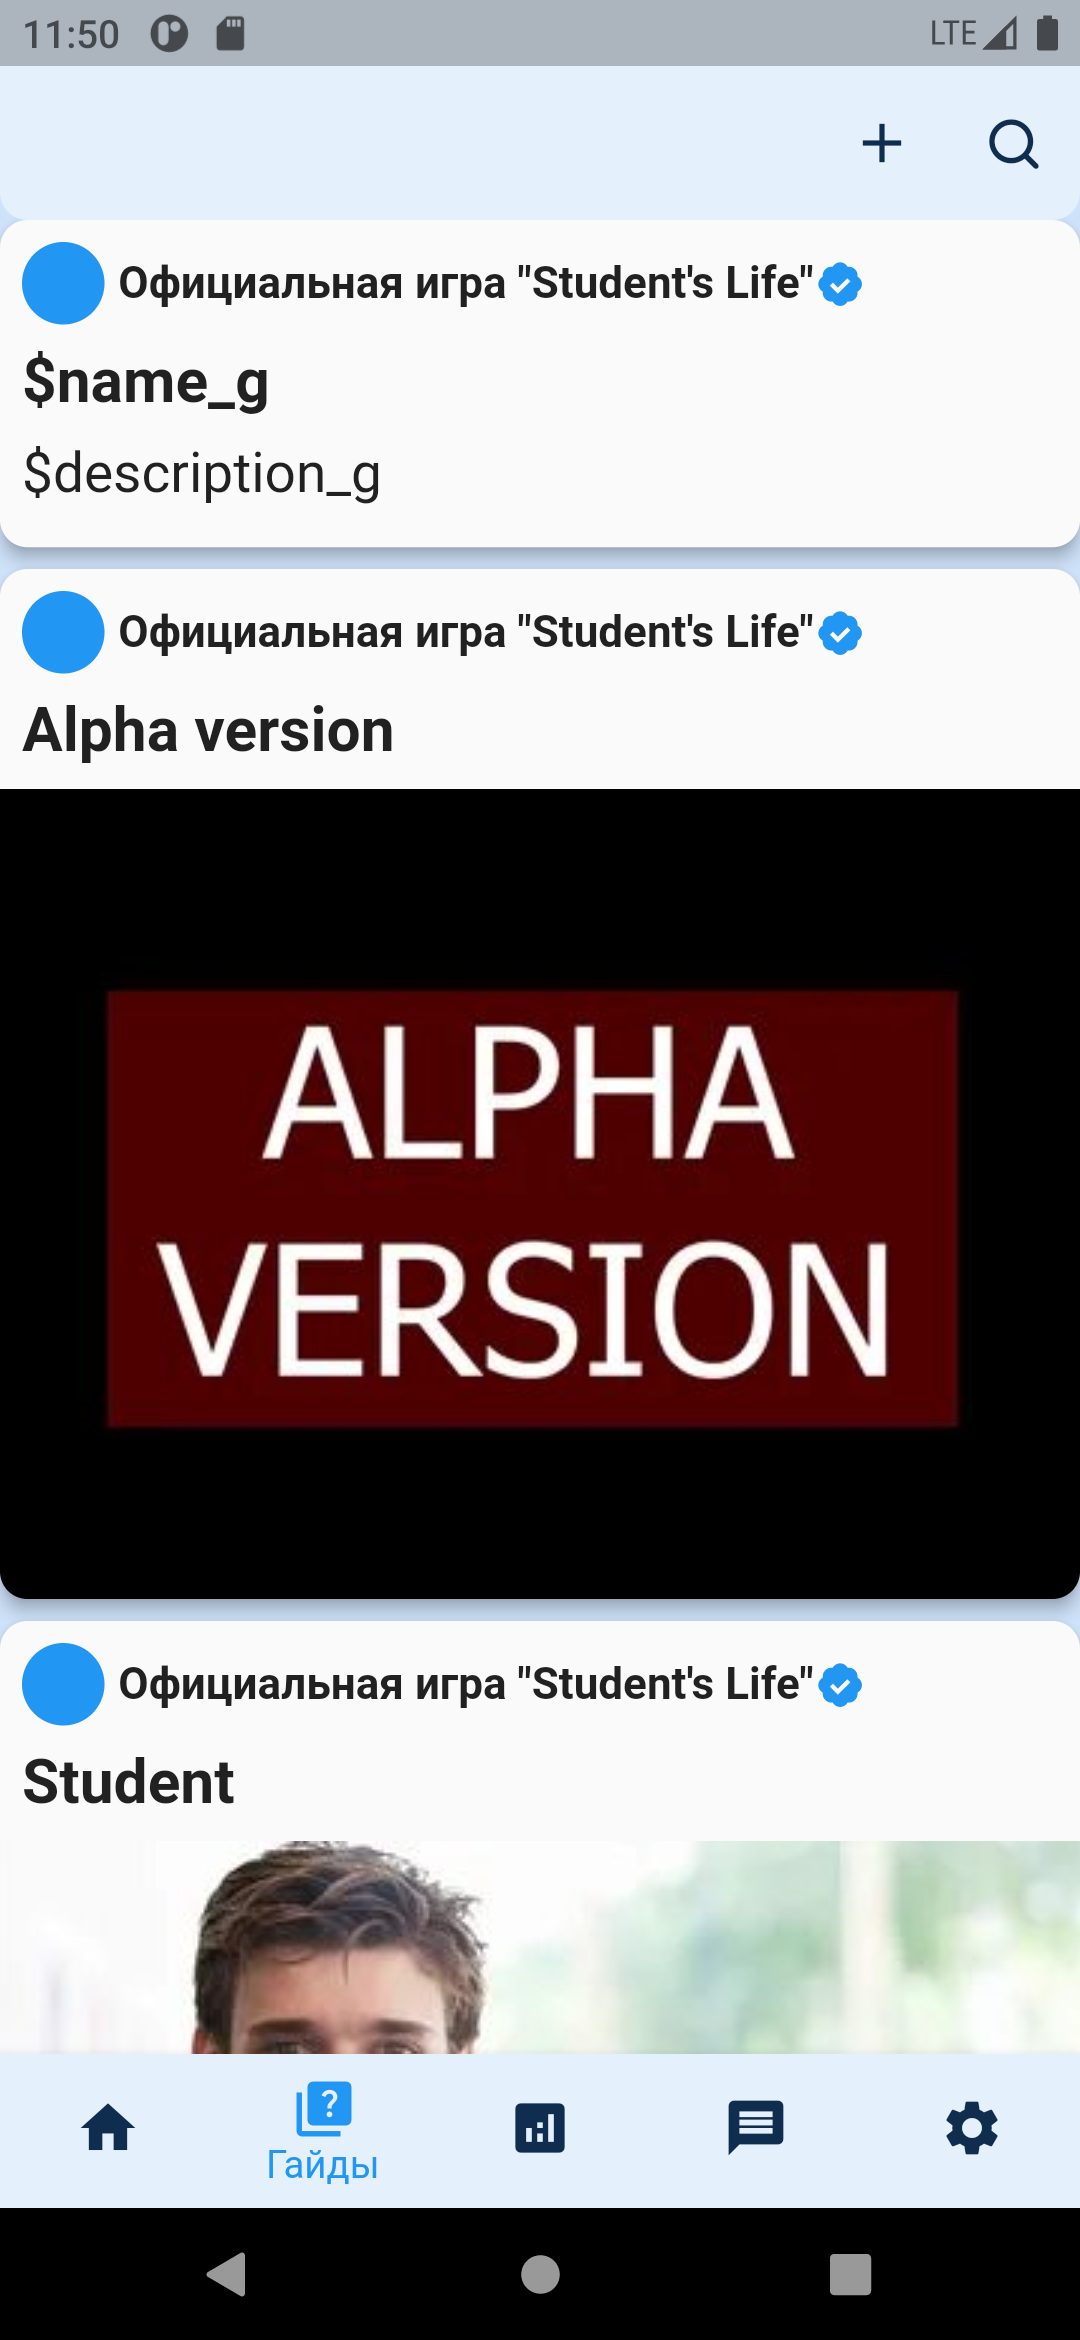 11:50
LTE
Официальная игра "Student's Life"
$name_g
$description_g
Официальная игра "Student's Life"
Alpha version
ALPHA
VERSION
Официальная игра "Student's Life"
Student
?
Гайды